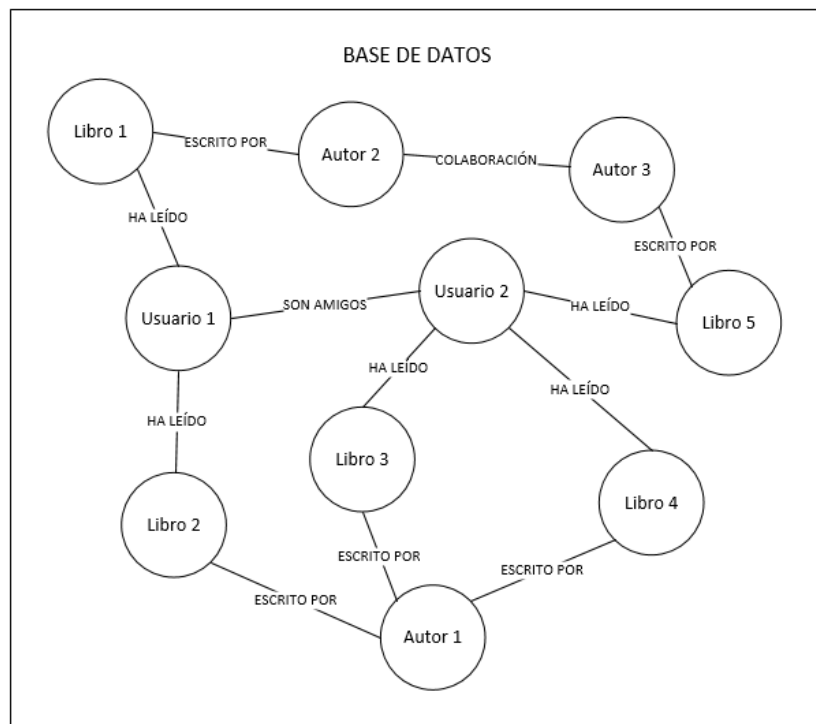 BASE DE DATOS
Libro 1
ESCRITO POR
Autor 2
COLABORACIÓN
Autor 3
HA LEÍDO
ESCRITO POR
Usuario 1
SON AMIGOS
Usuario 2
HA LEÍDO
Libro 5
HA LEÍDO
HA LEÍDO
HA LEÍDO
Libro 3
Libro 4
Libro 2
ESCRITO POR
ESCRITO POR
ESCRITO POR
Autor 1